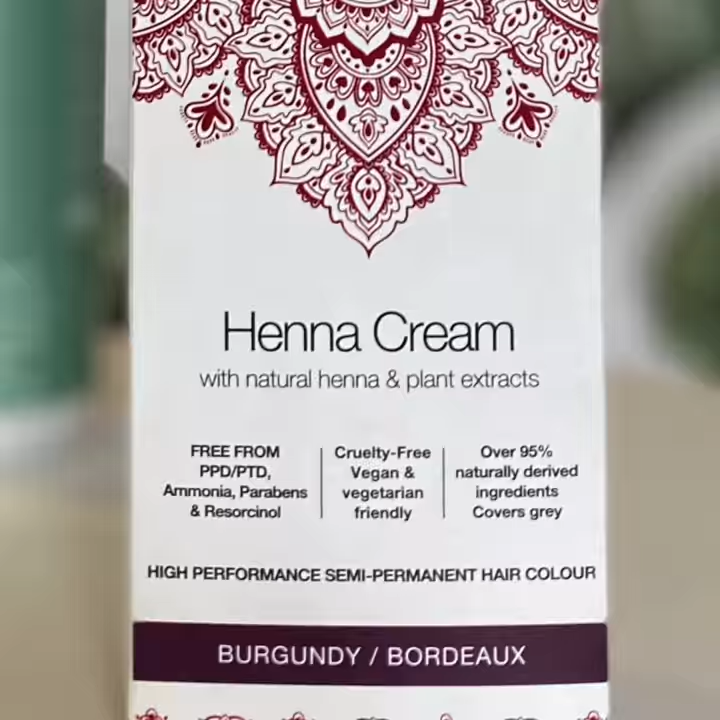 Henna Cream
with natural henna & plant extracts
FREE FROM
PPD/PTD,
Ammonia, Parabens
& Resorcinol
Cruelty-Free
Vegan &
vegetarian
friendly
Over 95%
naturally derived
ingredients
Covers grey
HIGH PERFORMANCE SEMI-PERMANENT HAIR COLOUR
BURGUNDY / BORDEAUX